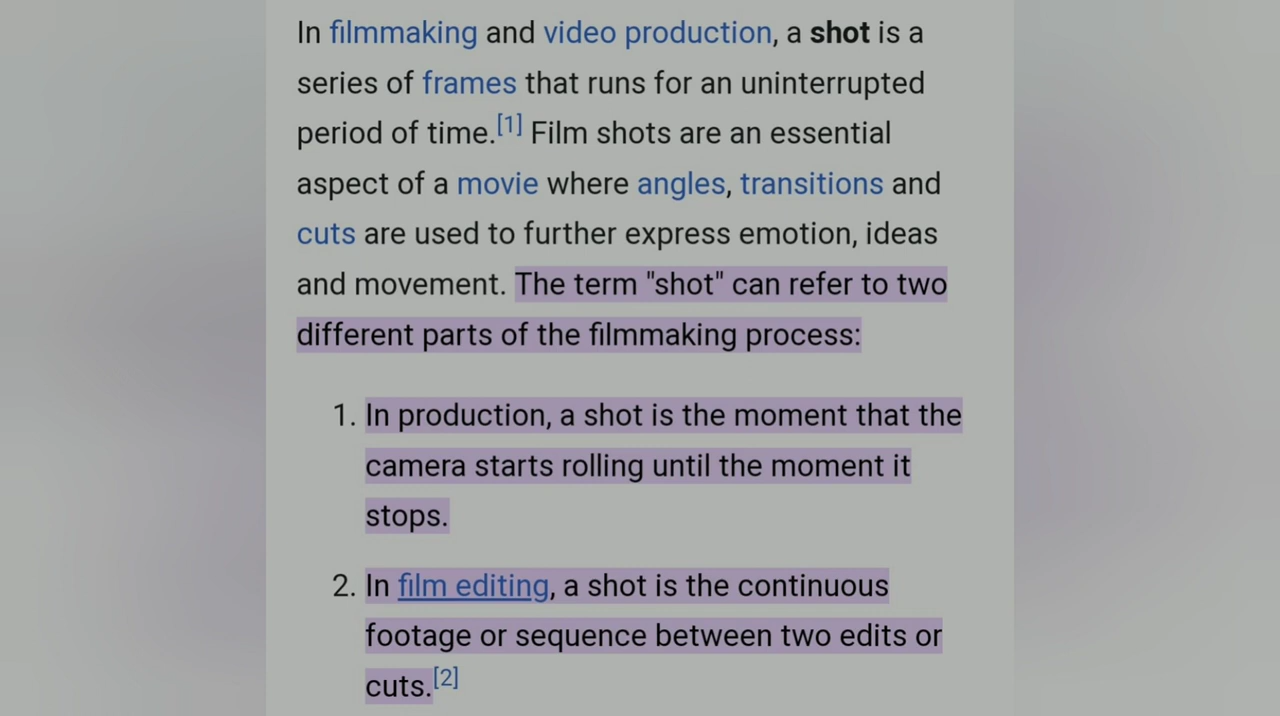 In filmmaking and video production, a shot is a
series of frames that runs for an uninterrupted
period of time.[1] Film shots are an essential
aspect of a movie where angles, transitions and
cuts are used to further express emotion, ideas
and movement. The term "shot" can refer to two
different parts of the filmmaking process:
1. In production, a shot is the moment that the
camera starts rolling until the moment it
stops.
2. In film editing, a shot is the continuous
footage or sequence between two edits or
cuts.[2]